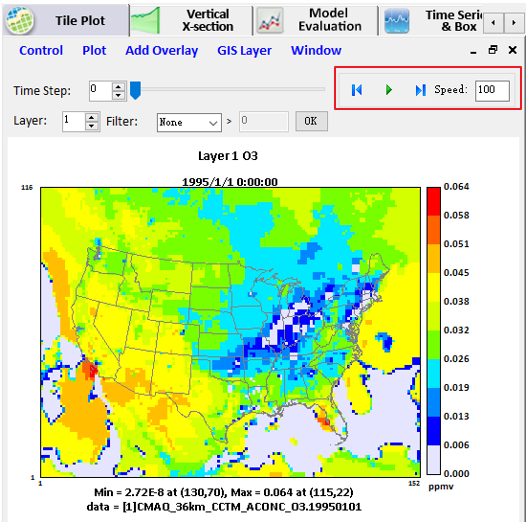 Tile Plot
Vertical
X-section
Model
Evaluation
Time Serie
& Box
Control Plot Add Overlay GIS Layer Window
Time Step: 0
Speed: 100
Layer: 1 Filter: None > 0 OK
Layer 1 O3
1995/1/1 0:00:00
116
1
1
152
0.064
0.058
0.051
0.045
0.038
0.032
0.026
0.019
0.013
0.006
0.000
ppmv
Min = 2.72E-8 at (130,70), Max = 0.064 at (115,22)
data = [1]CMAQ_36km_CCTM_ACONC_O3.19950101